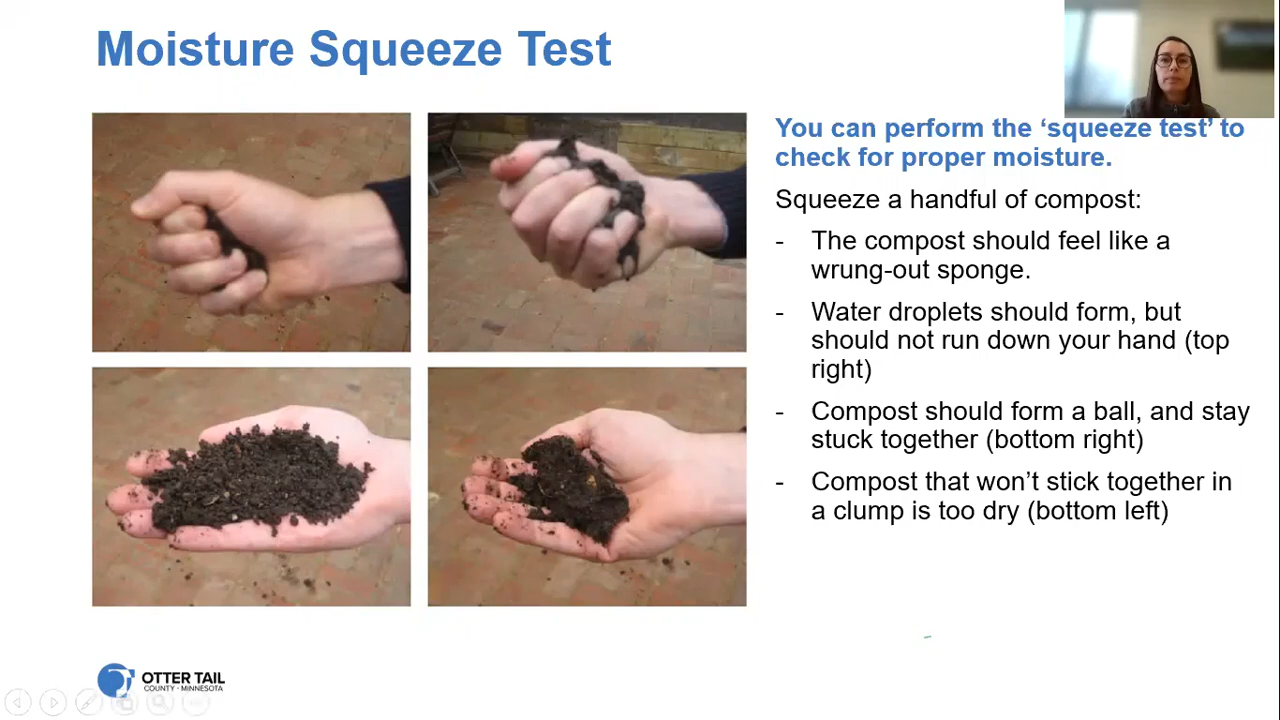 Moisture Squeeze Test
You can perform the ‘squeeze test’ to
check for proper moisture.
Squeeze a handful of compost:
- The compost should feel like a
wrung-out sponge.
- Water droplets should form, but
should not run down your hand (top
right)
- Compost should form a ball, and stay
stuck together (bottom right)
- Compost that won’t stick together in
a clump is too dry (bottom left)
OTTER TAIL
COUNTY · MINNESOTA